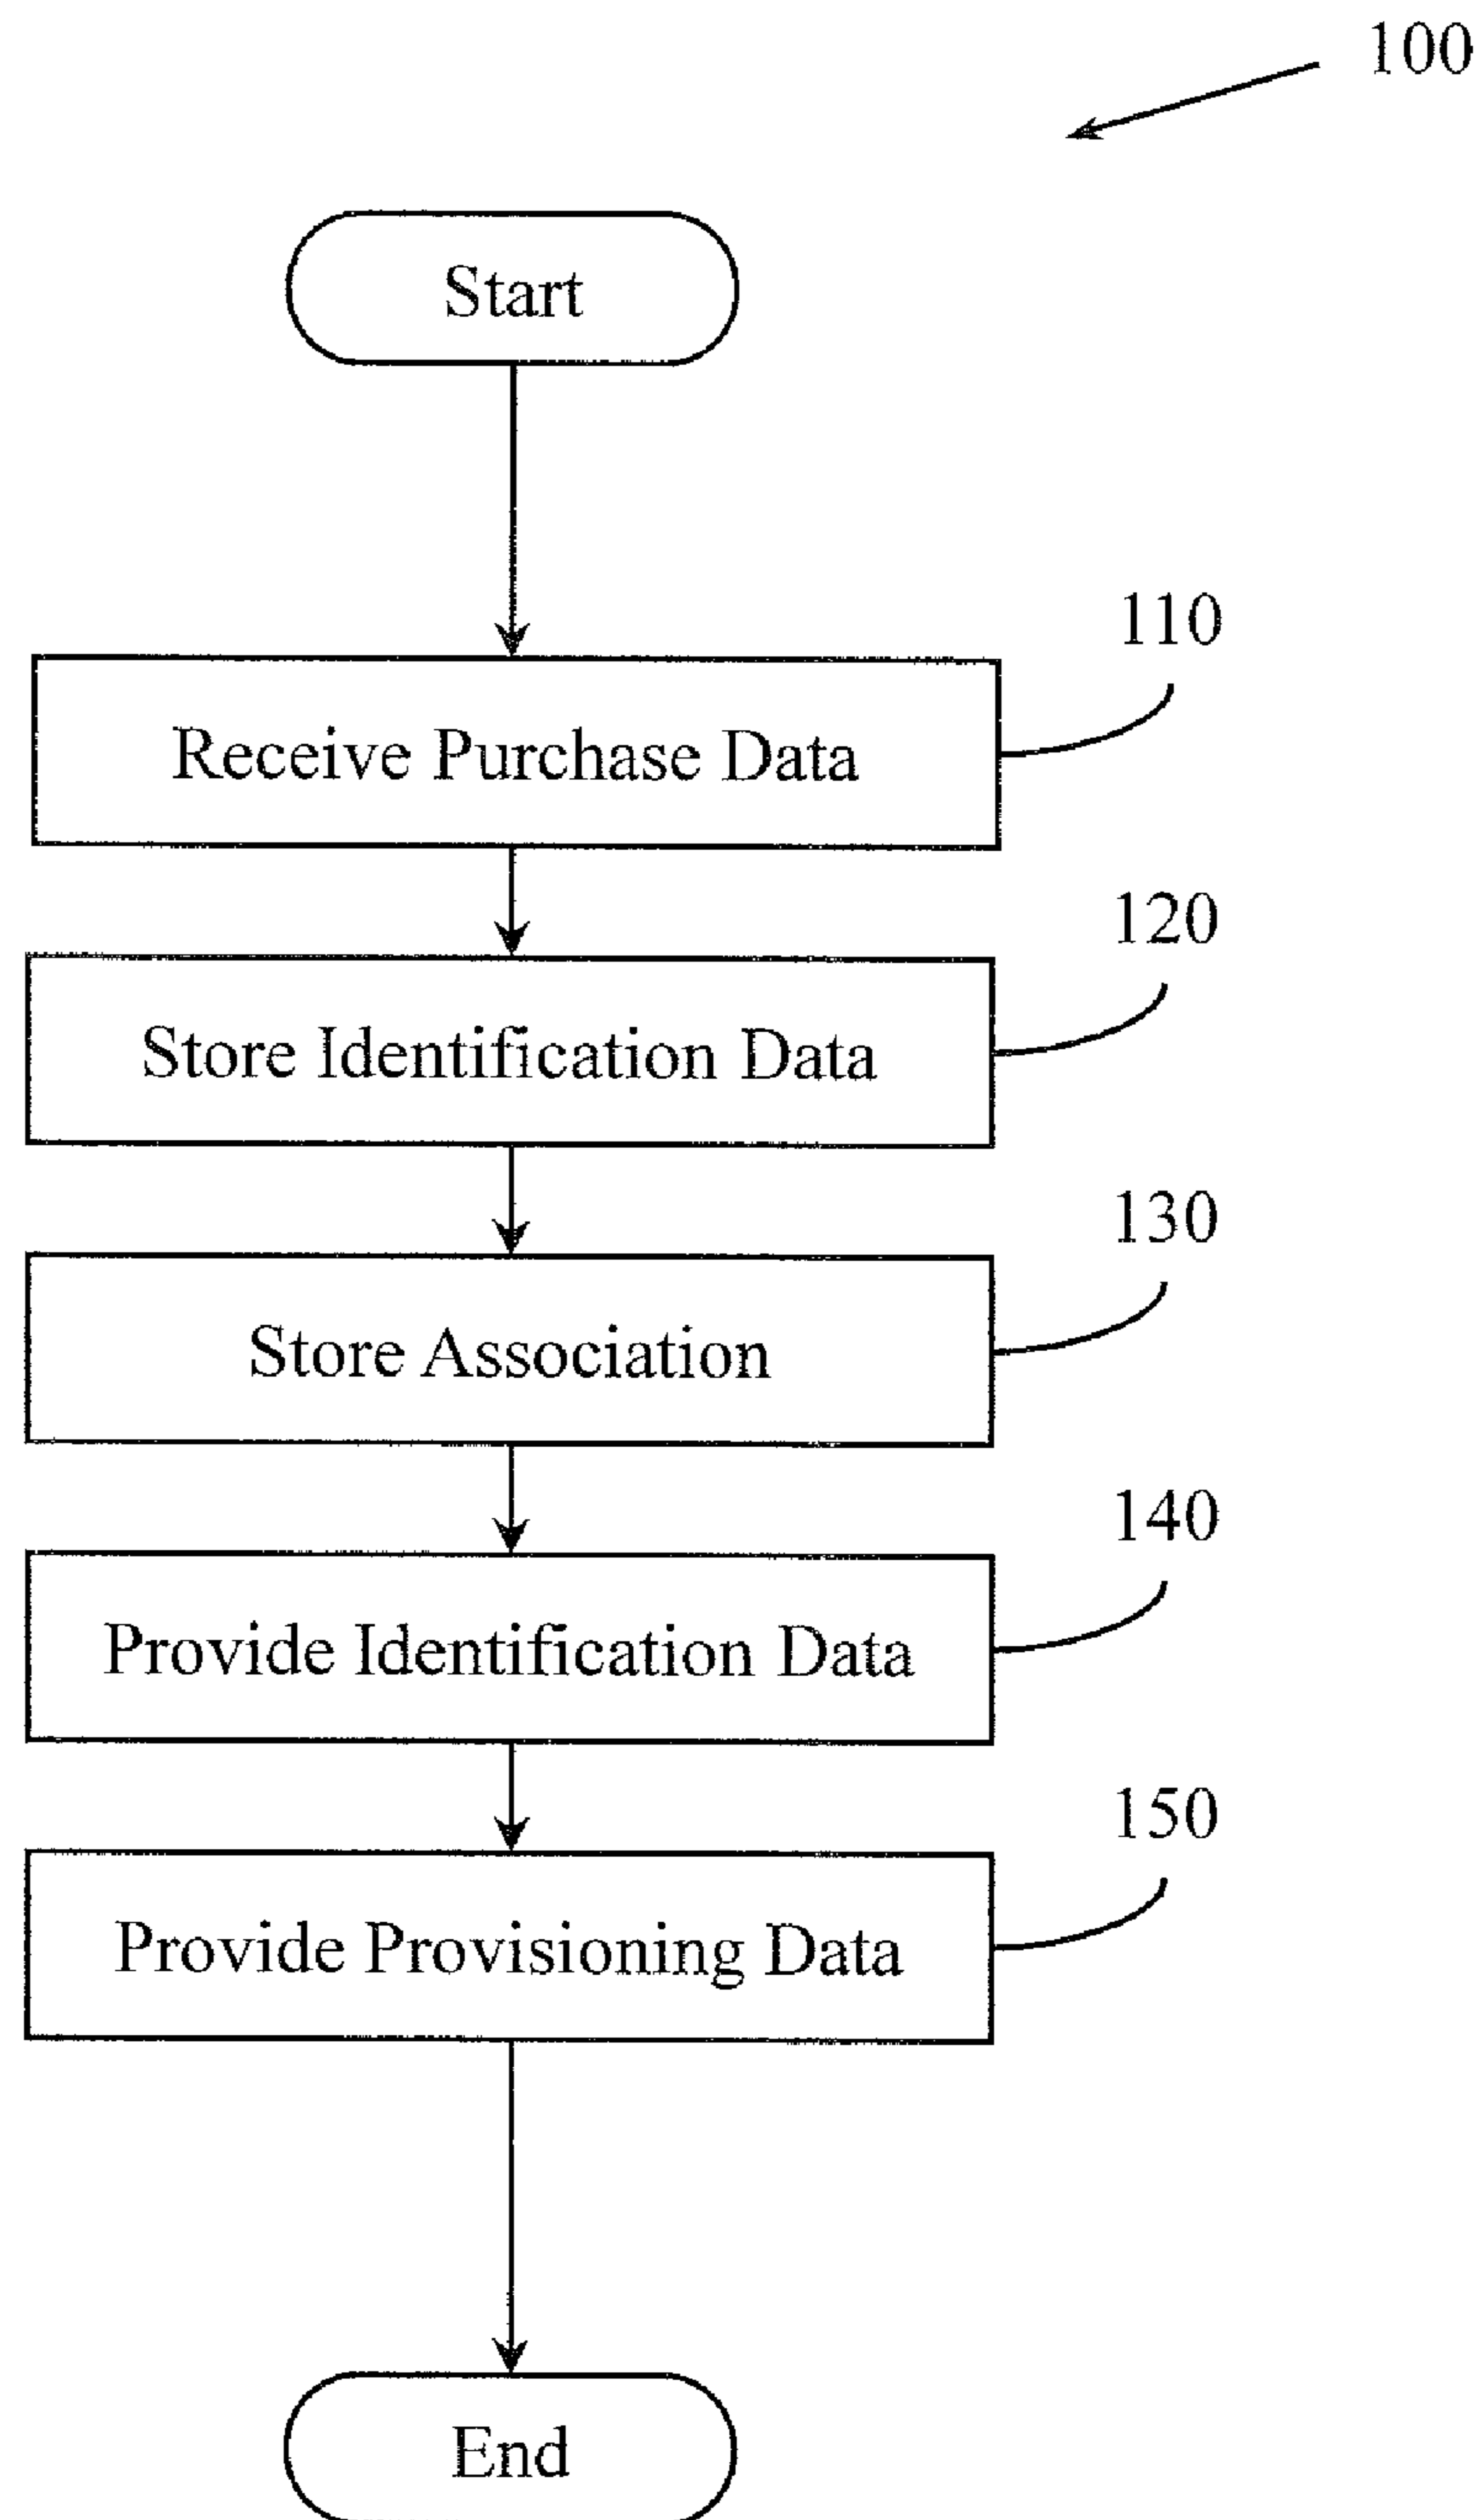 100
Start
110
Receive Purchase Data
120
Store Identification Data
130
Store Association
140
Provide Identification Data
150
Provide Provisioning Data
End